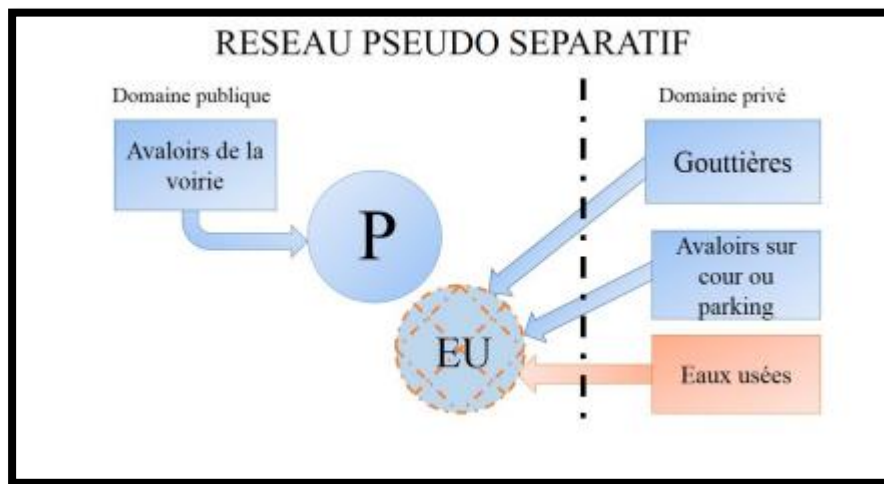 RESEAU PSEUDO SEPARATIF
Domaine publique
Domaine privé
Avaloirs de la
voirie
Gouttières
P
Avaloirs sur
cour ou
parking
EU
Eaux usées